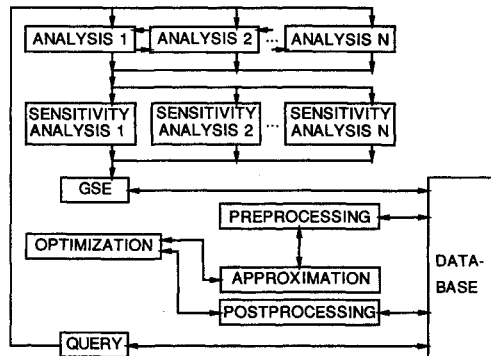 ANALYSIS 1
ANALYSIS 2
...
ANALYSIS N
SENSITIVITY
ANALYSIS 1
SENSITIVITY
ANALYSIS 2
...
SENSITIVITY
ANALYSIS N
GSE
PREPROCESSING
OPTIMIZATION
APPROXIMATION
POSTPROCESSING
DATA-
BASE
QUERY